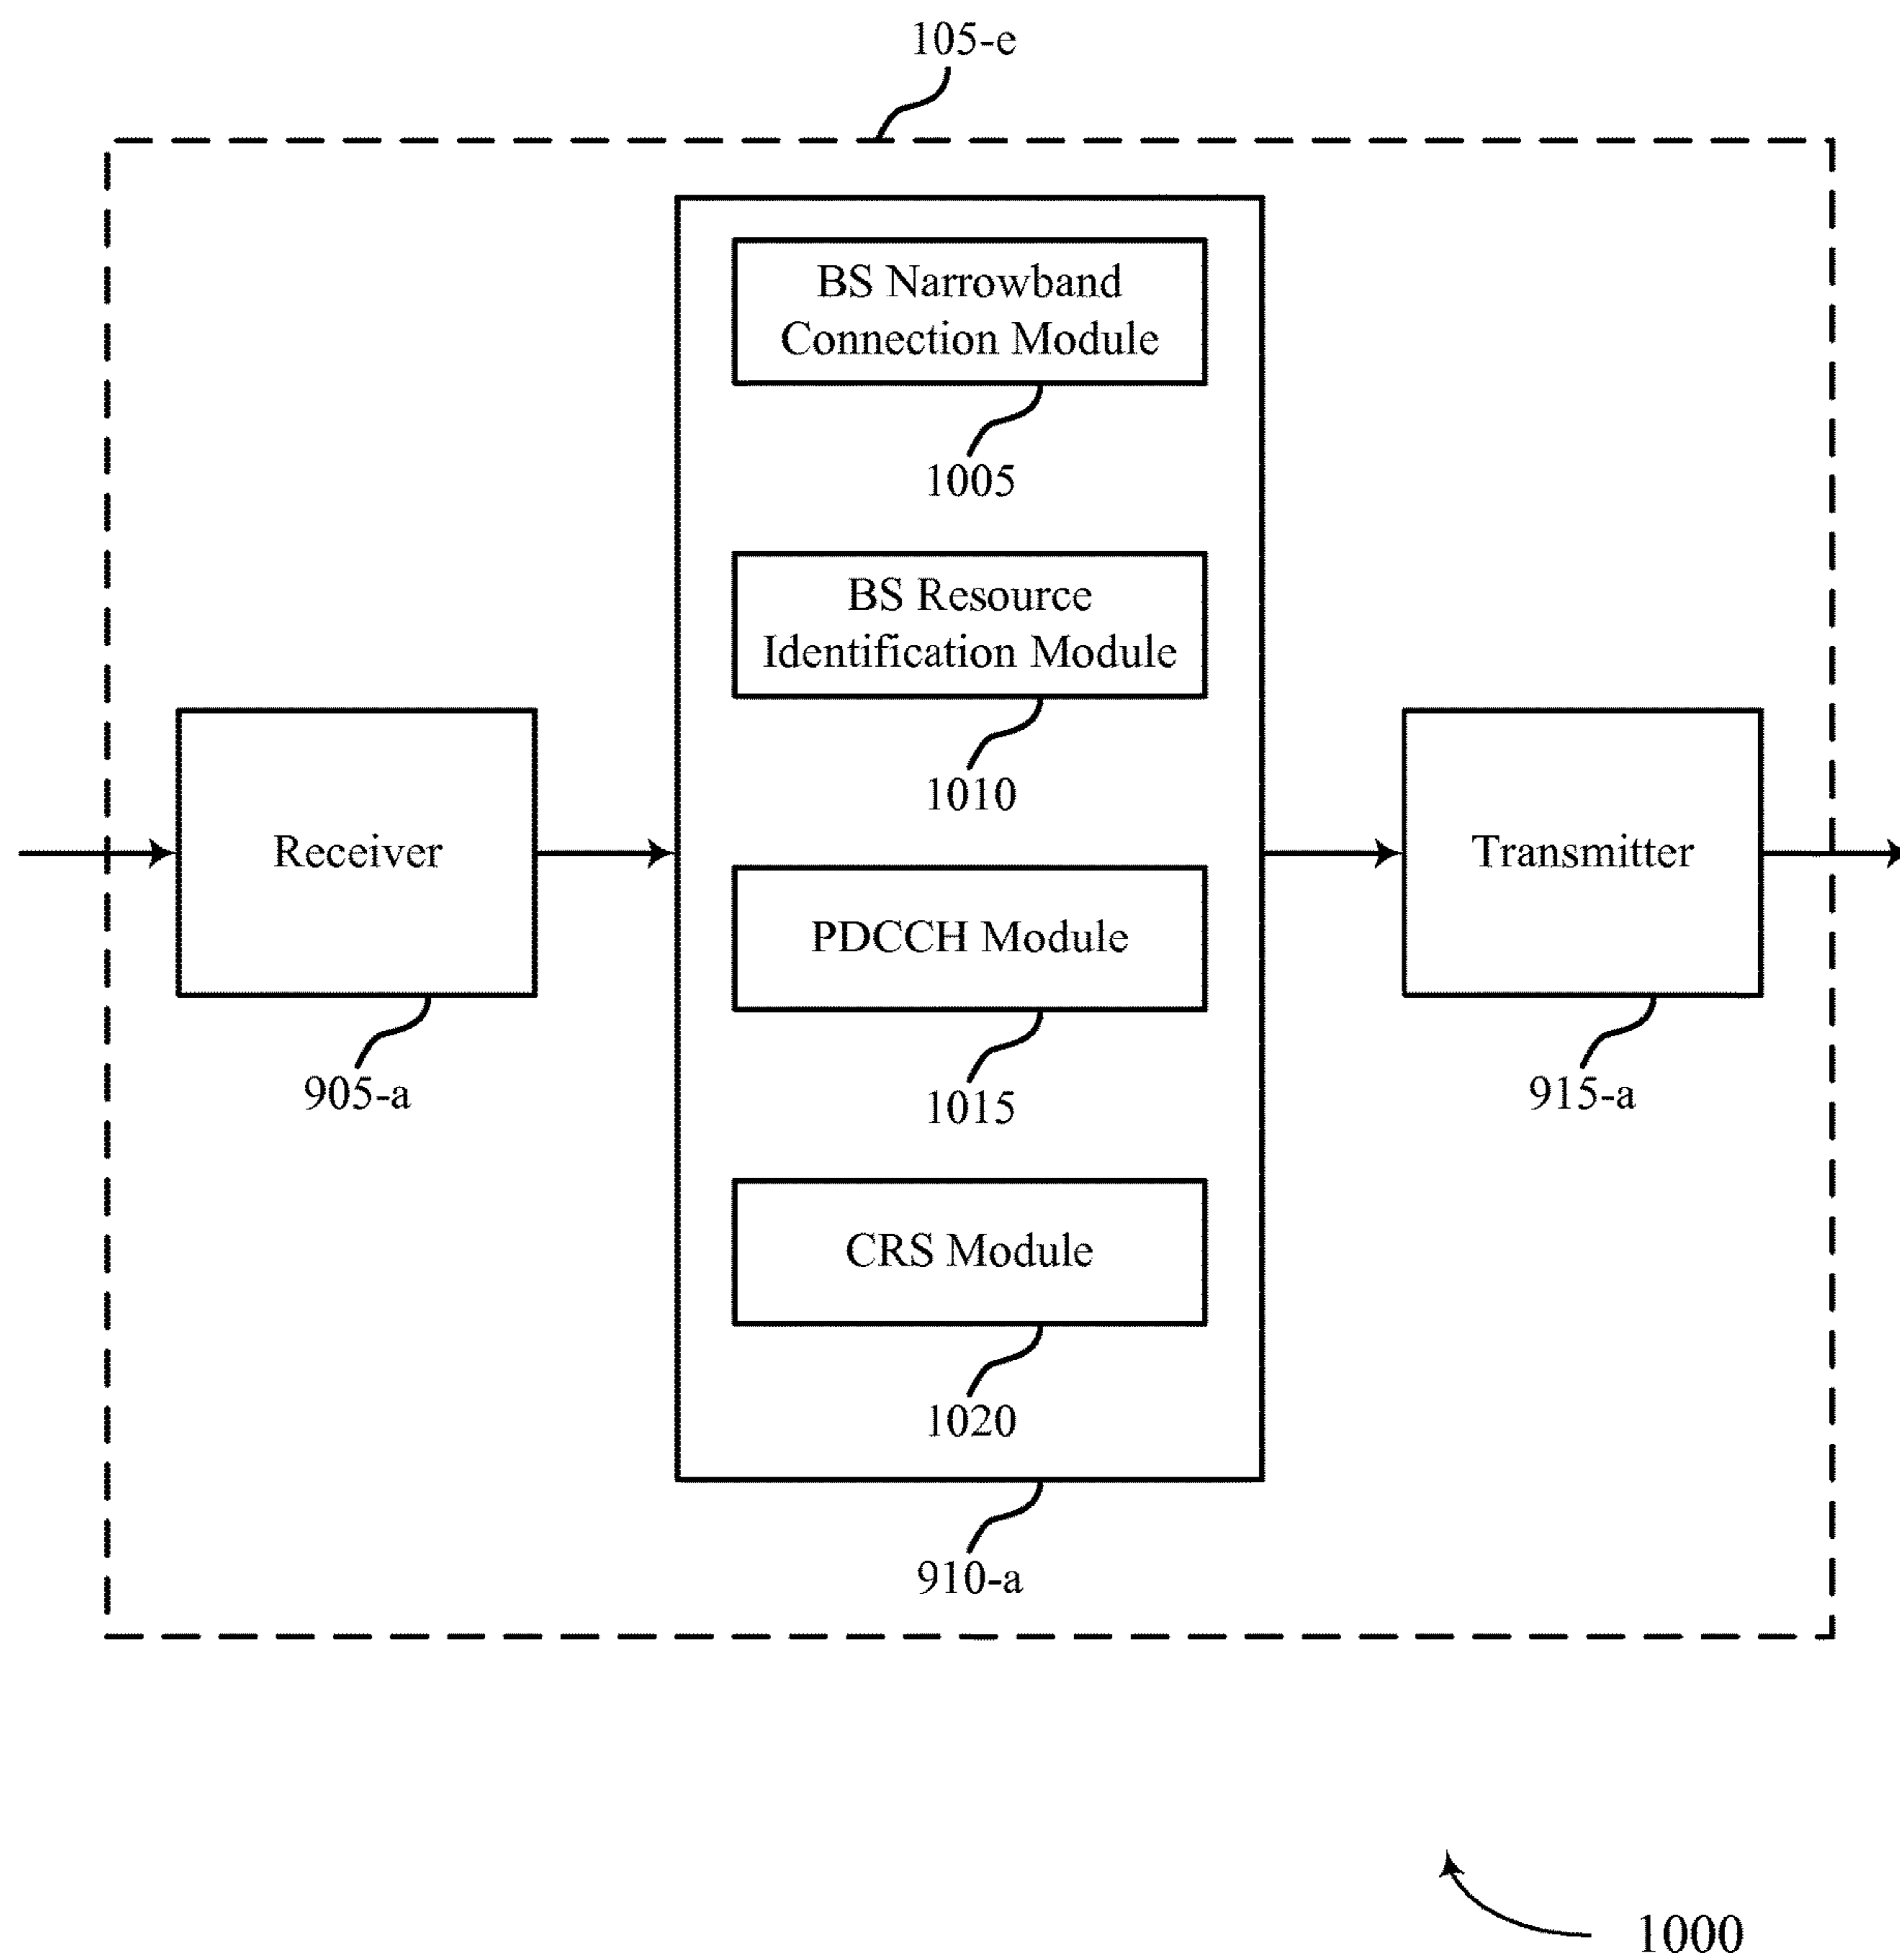 105-e
BS Narrowband
Connection Module
1005
BS Resource
Identification Module
1010
Receiver
905-a
PDCCH Module
1015
Transmitter
915-a
CRS Module
1020
910-a
1000